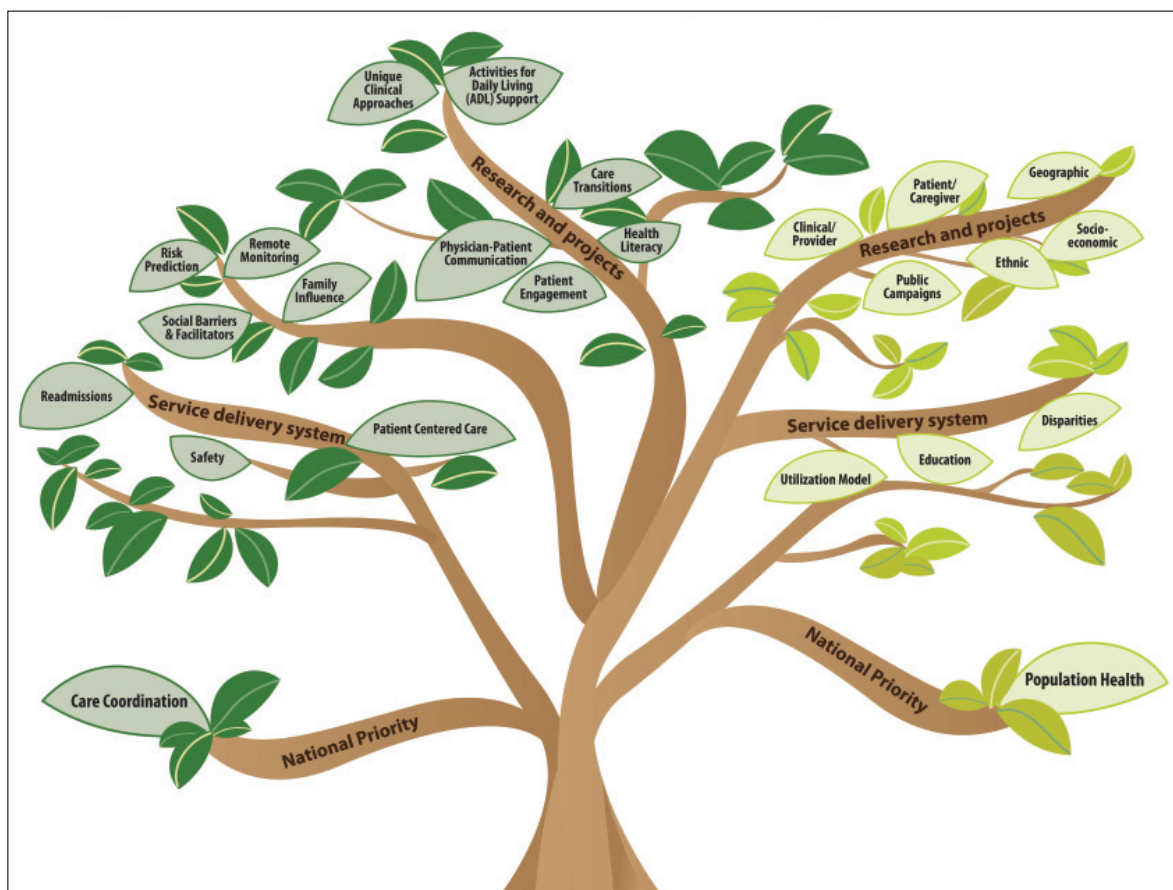 Unique
Clinical
Approaches
Activities for
Daily Living
(ADL) Support
Research and projects
Care
Transitions
Health
Literacy
Physician-Patient
Communication
Patient
Engagement
Risk
Prediction
Remote
Monitoring
Family
Influence
Social Barriers
& Facilitators
Readmissions
Service delivery system
Patient Centered Care
Safety
Care Coordination
National Priority
Geographic
Patient/
Caregiver
Clinical/
Provider
Research and projects
Socio-
economic
Ethnic
Public
Campaigns
Service delivery system
Disparities
Education
Utilization Model
National Priority
Population Health